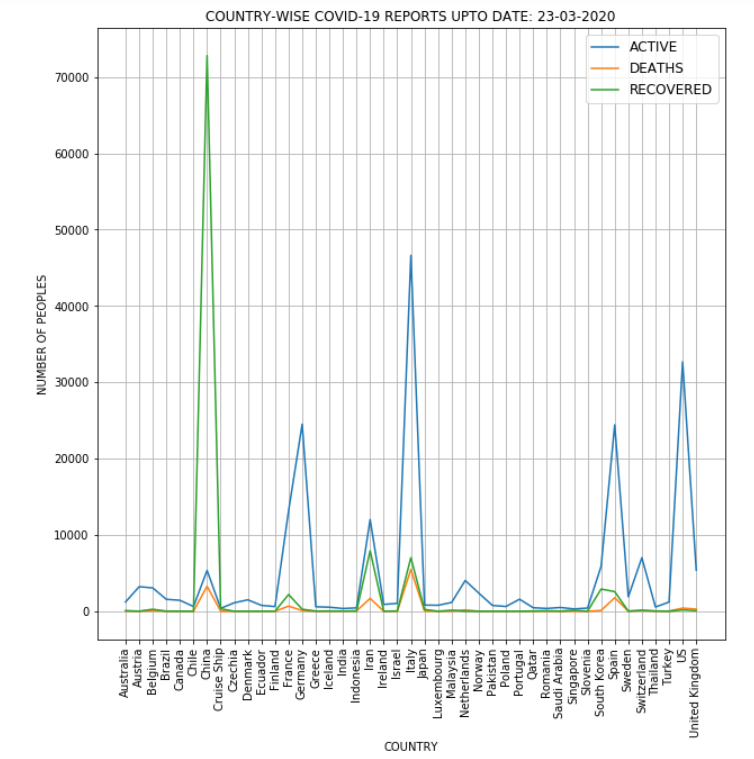 COUNTRY-WISE COVID-19 REPORTS UPTO DATE: 23-03-2020
ACTIVE
DEATHS
RECOVERED
NUMBER OF PEOPLES
70000
60000
50000
40000
30000
20000
10000
0
Australia
Austria
Belgium
Brazil
Canada
Chile
China
Cruise Ship
Czechia
Denmark
Ecuador
Finland
France
Germany
Greece
Iceland
India
Indonesia
Iran
Ireland
Israel
Italy
Japan
Luxembourg
Malaysia
Netherlands
Norway
Pakistan
Poland
Portugal
Qatar
Romania
Saudi Arabia
Singapore
Slovenia
South Korea
Spain
Sweden
Switzerland
Thailand
Turkey
US
United Kingdom
COUNTRY